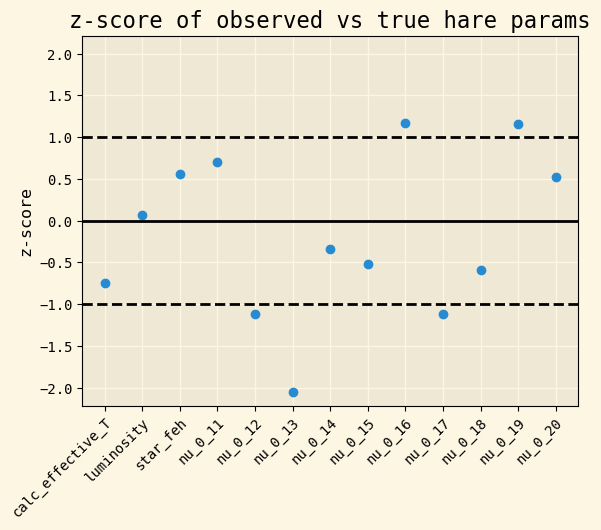 z-score of observed vs true hare params
z-score
2.0
1.5
1.0
0.5
0.0
−0.5
−1.0
−1.5
−2.0
calc_effective_T
luminosity
star_feh
nu_0_11
nu_0_12
nu_0_13
nu_0_14
nu_0_15
nu_0_16
nu_0_17
nu_0_18
nu_0_19
nu_0_20